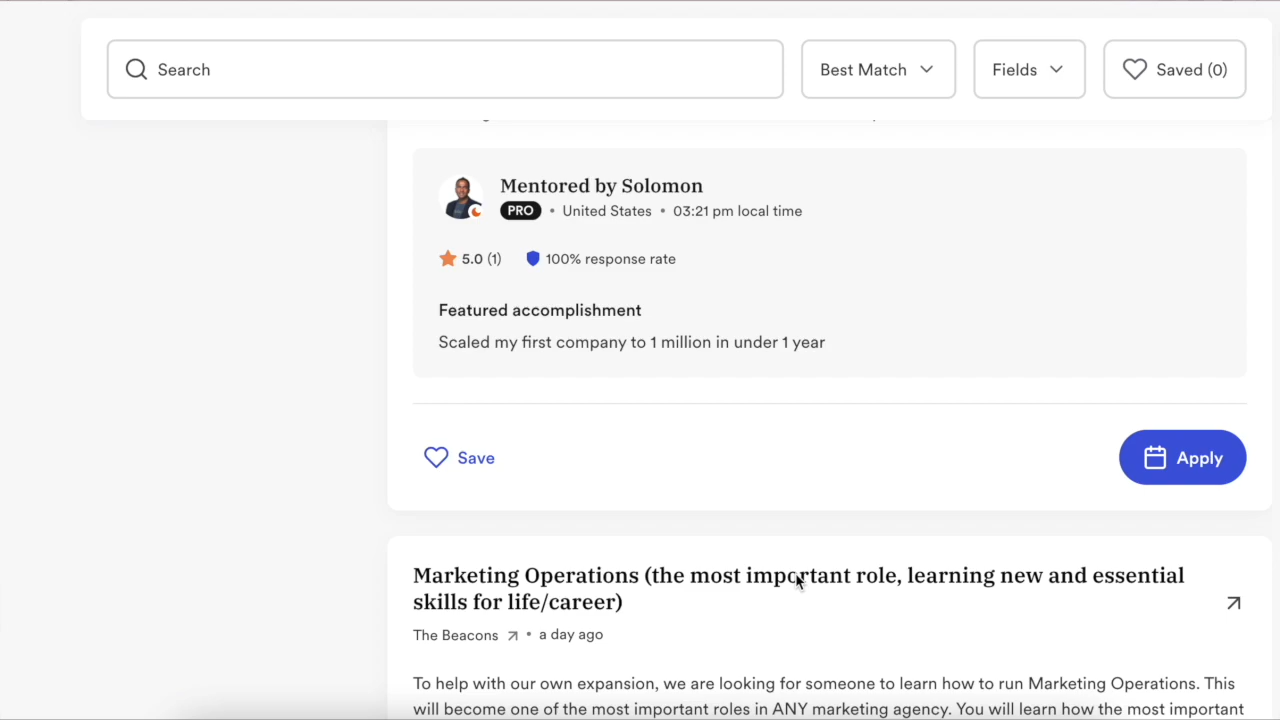 Search
Best Match
Fields
Saved (0)
Mentored by Solomon
PRO • United States • 03:21 pm local time
5.0 (1) 100% response rate
Featured accomplishment
Scaled my first company to 1 million in under 1 year
Save
Apply
Marketing Operations (the most important role, learning new and essential
skills for life/career)
The Beacons • a day ago
To help with our own expansion, we are looking for someone to learn how to run Marketing Operations. This
will become one of the most important roles in ANY marketing agency. You will learn how the most important